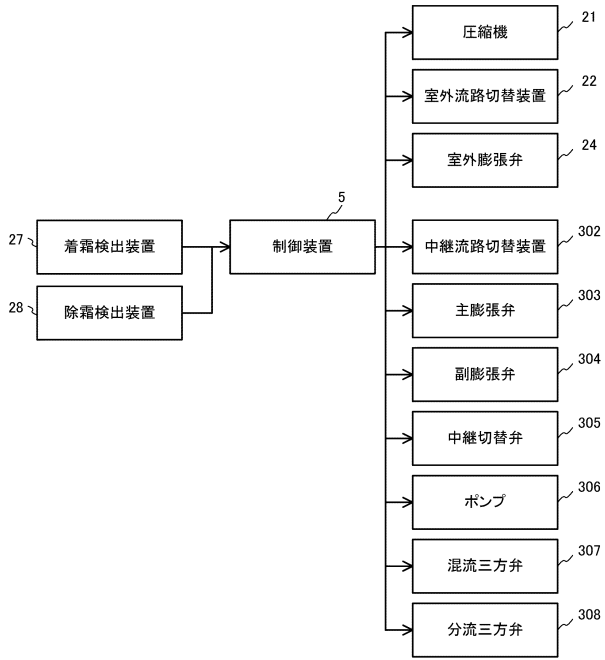 圧縮機
21
室外流路切替装置
22
室外膨張弁
24
5
27
着霜検出装置
制御装置
中継流路切替装置
302
28
除霜検出装置
主膨張弁
303
副膨張弁
304
中継切替弁
305
ポンプ
306
混流三方弁
307
分流三方弁
308